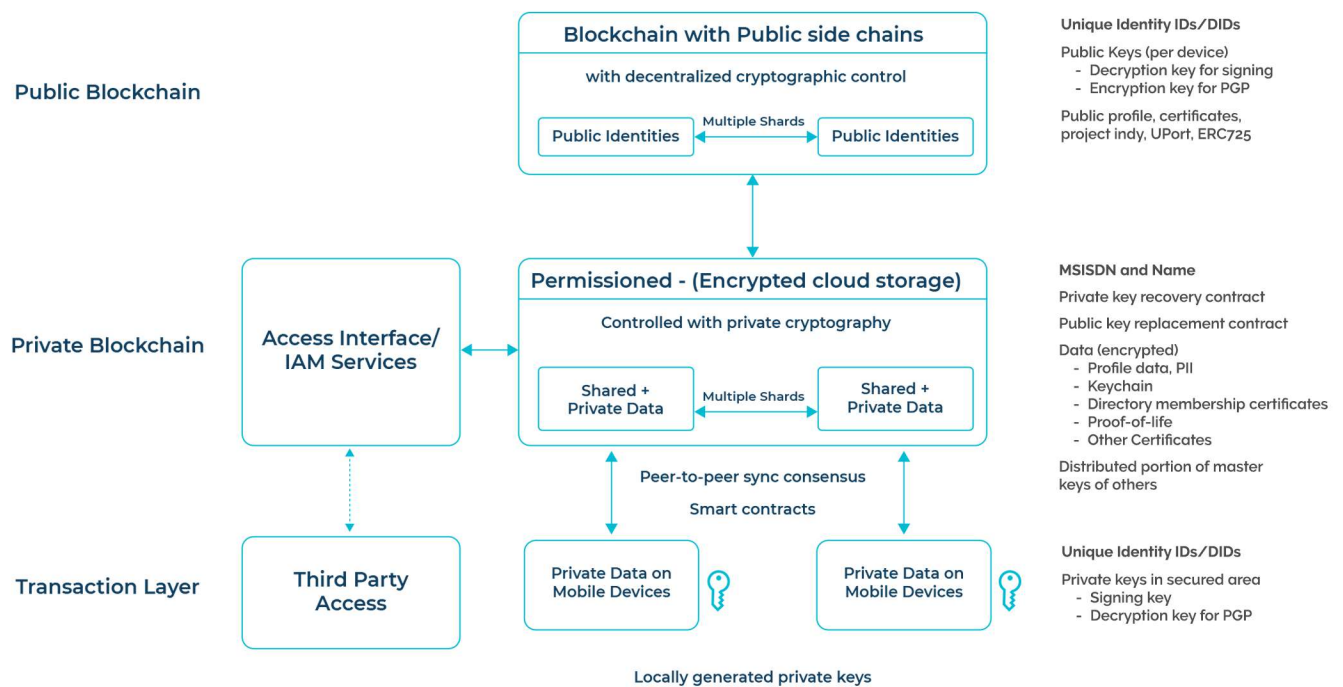 Public Blockchain
Blockchain with Public side chains
with decentralized cryptographic control
Public Identities
Multiple Shards
Public Identities
Unique Identity IDs/DIDs
Public Keys (per device)
- Decryption key for signing
- Encryption key for PGP
Public profile, certificates,
project indy, UPort, ERC725
Private Blockchain
Access Interface/
IAM Services
Permissioned - (Encrypted cloud storage)
Controlled with private cryptography
Shared +
Private Data
Multiple Shards
Shared +
Private Data
MSISDN and Name
Private key recovery contract
Public key replacement contract
Data (encrypted)
- Profile data, PII
- Keychain
- Directory membership certificates
- Proof-of-life
- Other Certificates
Distributed portion of master
keys of others
Peer-to-peer sync consensus
Smart contracts
Transaction Layer
Third Party
Access
Private Data on
Mobile Devices
Private Data on
Mobile Devices
Unique Identity IDs/DIDs
Private keys in secured area
- Signing key
- Decryption key for PGP
Locally generated private keys